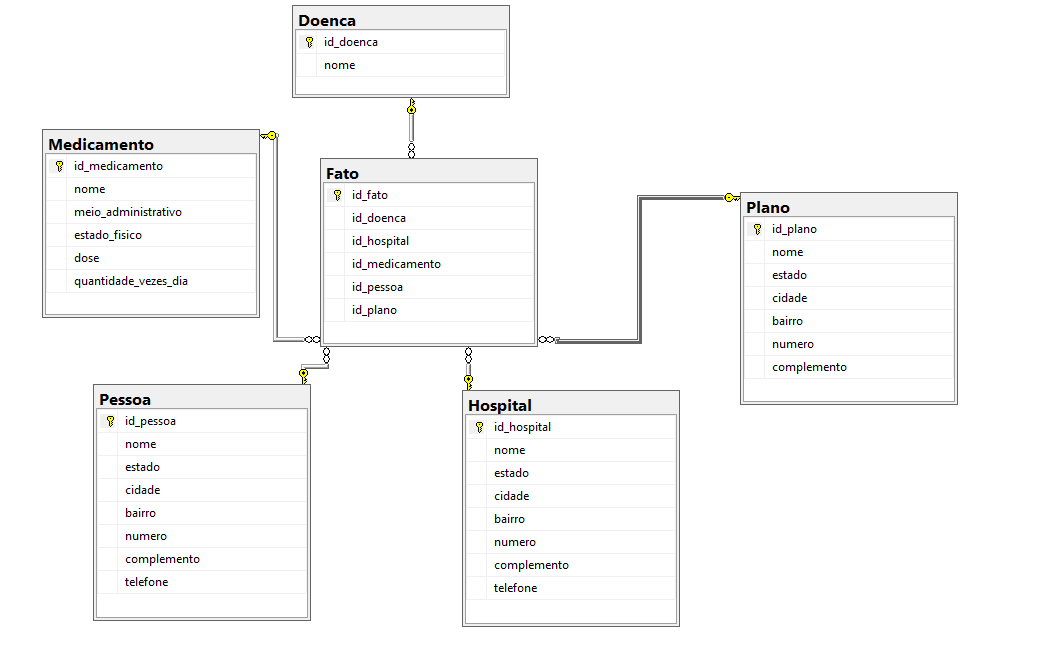 Doenca
id_doenca
nome
Medicamento
id_medicamento
nome
meio_administrativo
estado_fisico
dose
quantidade_vezes_dia
Fato
id_fato
id_doenca
id_hospital
id_medicamento
id_pessoa
id_plano
Plano
id_plano
nome
estado
cidade
bairro
numero
complemento
Pessoa
id_pessoa
nome
estado
cidade
bairro
numero
complemento
telefone
Hospital
id_hospital
nome
estado
cidade
bairro
numero
complemento
telefone